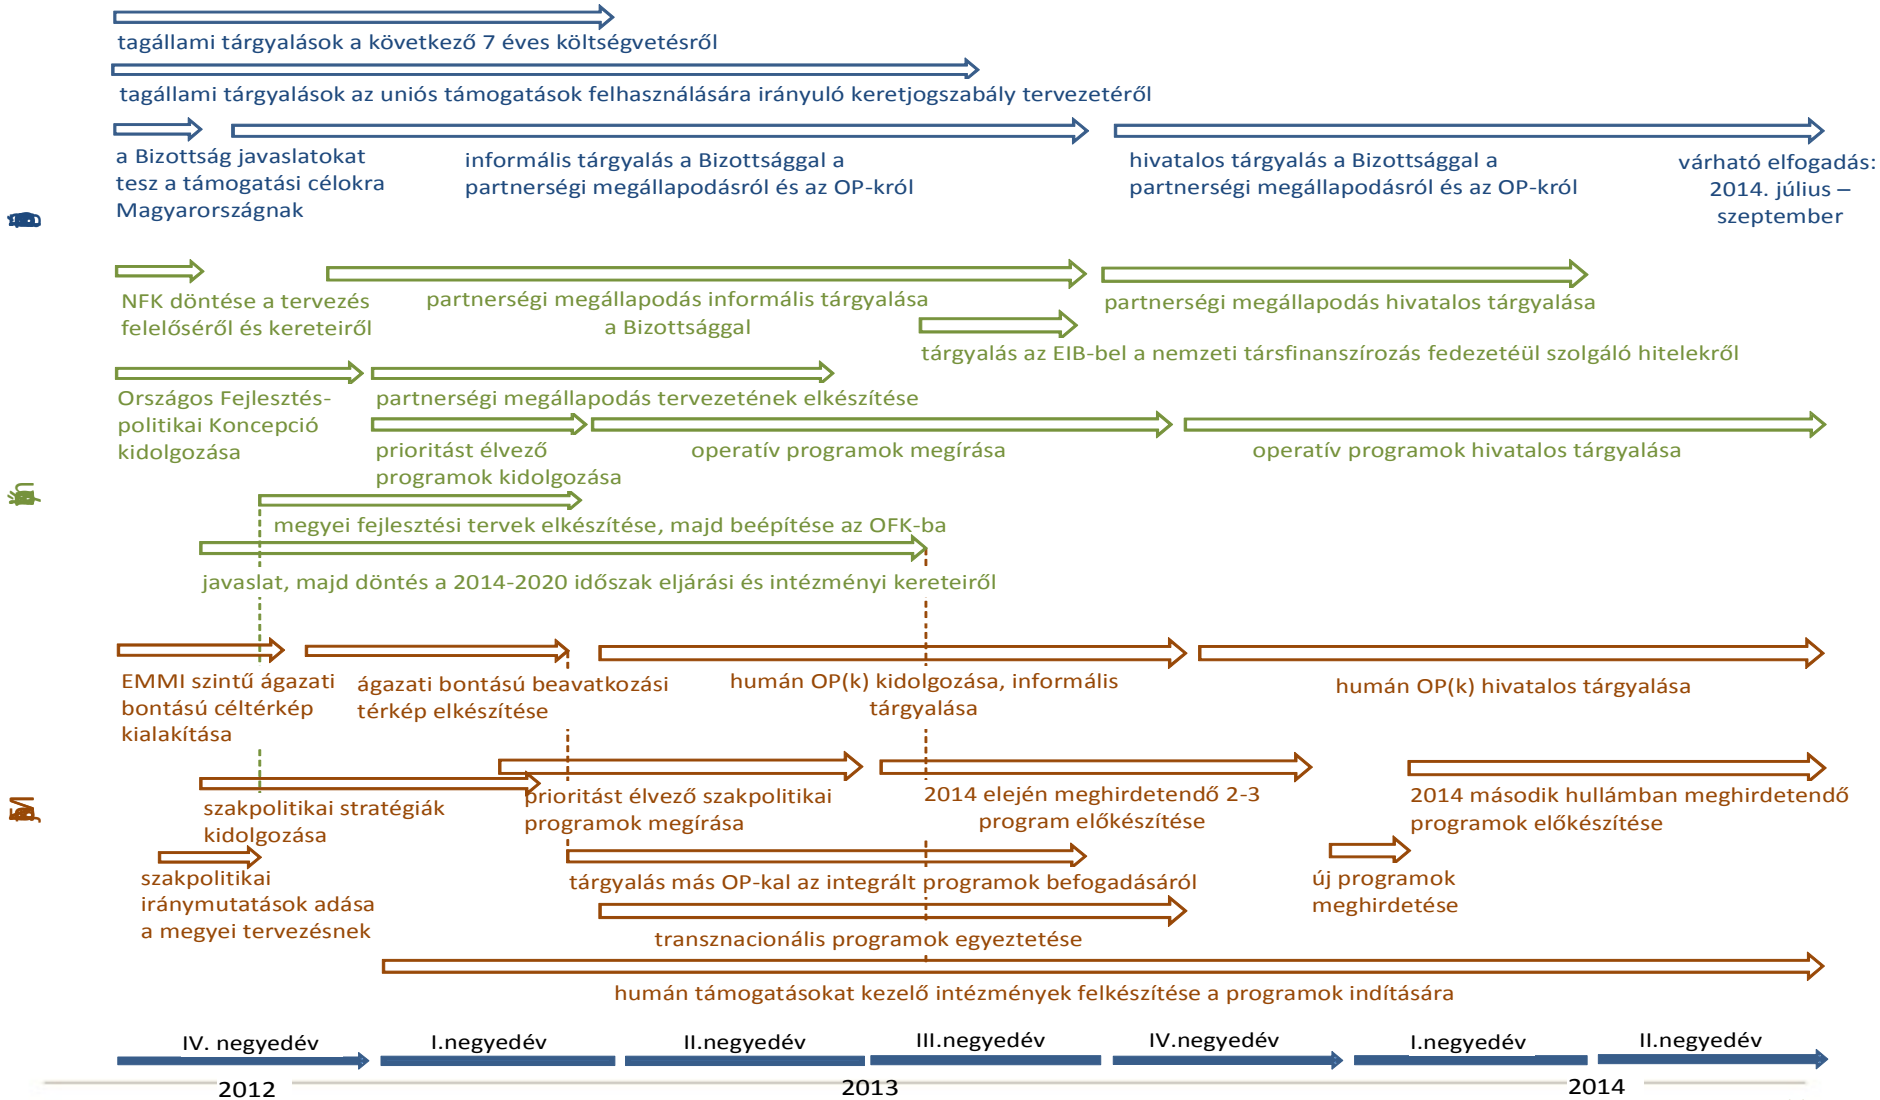 tagállami tárgyalások a következő 7 éves költségvetésről
tagállami tárgyalások az uniós támogatások felhasználására irányuló keretjogszabály tervezetéről
a Bizottság javaslatokat
tesz a támogatási célokra
Magyarországnak
informális tárgyalás a Bizottsággal a
partnerségi megállapodásról és az OP-król
hivatalos tárgyalás a Bizottsággal a
partnerségi megállapodásról és az OP-król
várható elfogadás:
2014. július –
szeptember
NFK döntése a tervezés
felelőséről és kereteiről
partnerségi megállapodás informális tárgyalása
a Bizottsággal
partnerségi megállapodás hivatalos tárgyalása
tárgyalás az EIB-bel a nemzeti társfinanszírozás fedezetéül szolgáló hitelekről
Országos Fejlesztés-
politikai Koncepció
kidolgozása
partnerségi megállapodás tervezetének elkészítése
prioritást élvező
programok kidolgozása
operatív programok megírása
operatív programok hivatalos tárgyalása
megyei fejlesztési tervek elkészítése, majd beépítése az OFK-ba
javaslat, majd döntés a 2014-2020 időszak eljárási és intézményi kereteiről
EMMI szintű ágazati
bontású céltérkép
kialakítása
ágazati bontású beavatkozási
térkép elkészítése
humán OP(k) kidolgozása, informális
tárgyalása
humán OP(k) hivatalos tárgyalása
szakpolitikai stratégiák
kidolgozása
prioritást élvező szakpolitikai
programok megírása
2014 elején meghirdetendő 2-3
program előkészítése
2014 második hullámban meghirdetendő
programok előkészítése
szakpolitikai
iránymutatások adása
a megyei tervezésnek
tárgyalás más OP-kal az integrált programok befogadásáról
új programok
meghirdetése
transznacionális programok egyeztetése
humán támogatásokat kezelő intézmények felkészítése a programok indítására
IV. negyedév
I.negyedév
II.negyedév
III.negyedév
IV.negyedév
I.negyedév
II.negyedév
2012
2013
2014